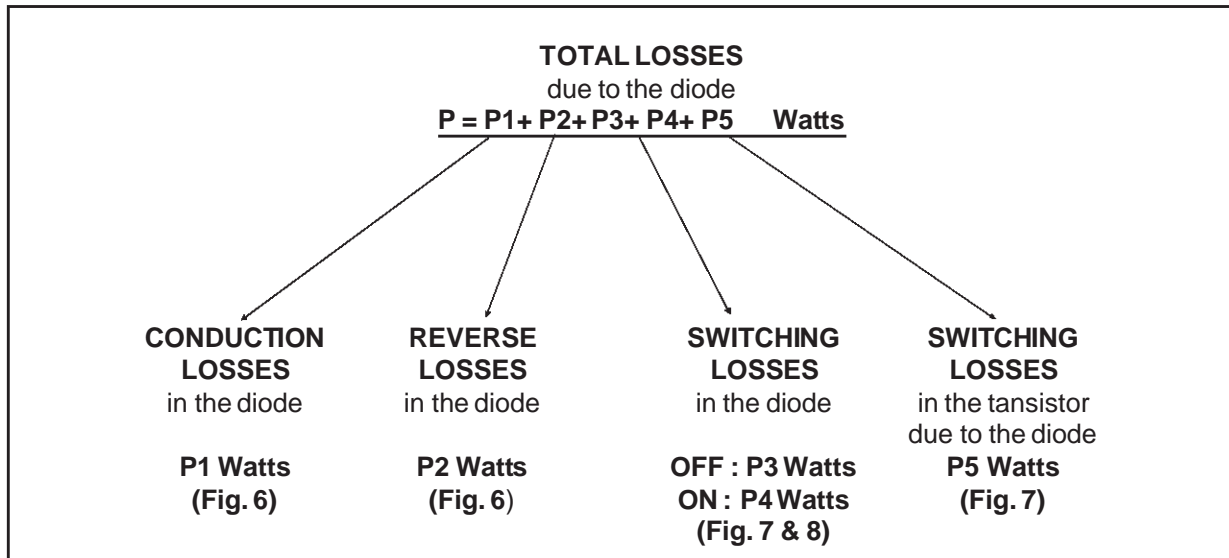 TOTAL LOSSES
due to the diode
P = P1+ P2+ P3+ P4+ P5 Watts
CONDUCTION
LOSSES
in the diode
P1 Watts
(Fig. 6)
REVERSE
LOSSES
in the diode
P2 Watts
(Fig. 6)
SWITCHING
LOSSES
in the diode
OFF : P3 Watts
ON : P4 Watts
(Fig. 7 & 8)
SWITCHING
LOSSES
in the tansistor
due to the diode
P5 Watts
(Fig. 7)